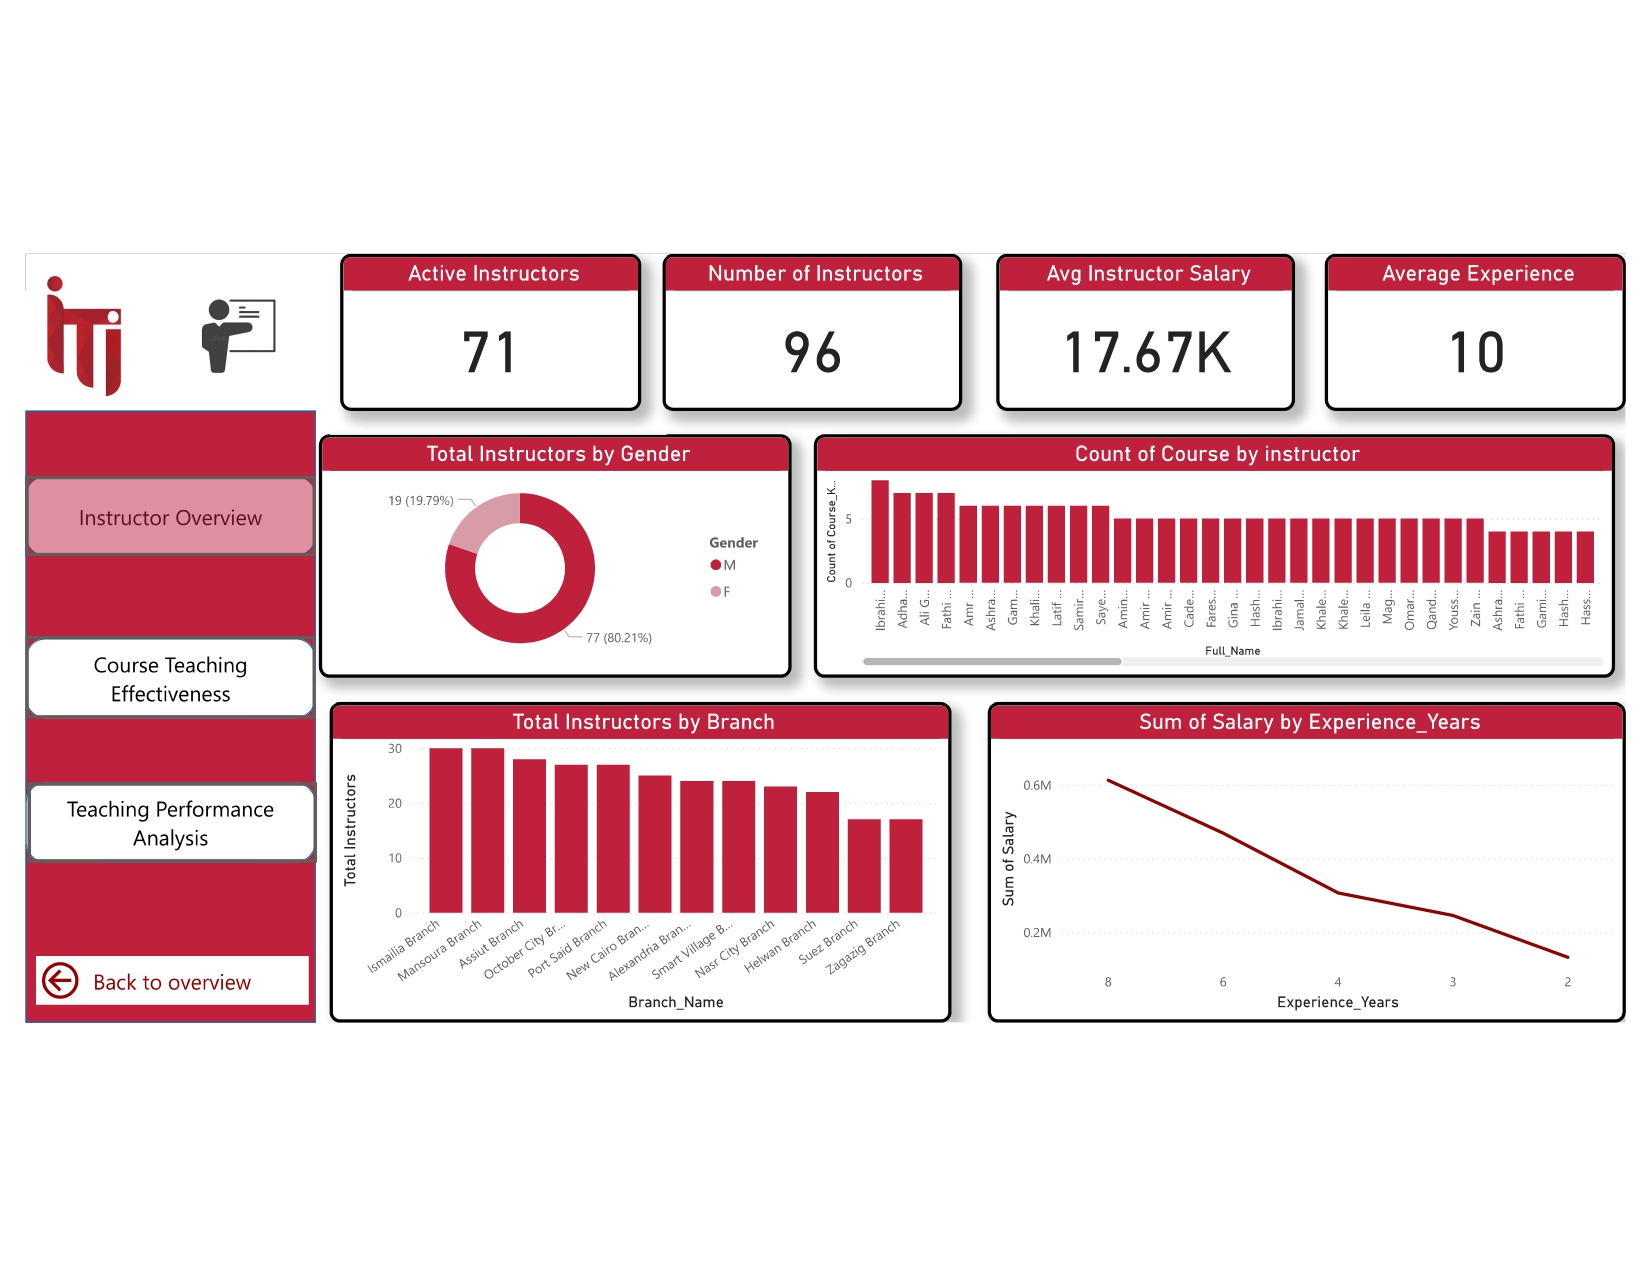 iTi
Active Instructors
71
Number of Instructors
96
Avg Instructor Salary
17.67K
Average Experience
10
Instructor Overview
Course Teaching
Effectiveness
Teaching Performance
Analysis
Back to overview
Total Instructors by Gender
19 (19.79%)
77 (80.21%)
Gender
M
F
Count of Course by instructor
Count of Course_K...
5
0
Ibrahi...
Adha...
Ali G...
Fathi ...
Amr ...
Ashra...
Gam...
Khali...
Latif ...
Samir...
Saye...
Amin...
Amir ...
Amir ...
Cade...
Fares...
Gina ...
Hash...
Ibrahi...
Jamal...
Khale...
Khale...
Leila ...
Mag...
Omar...
Qand...
Youss...
Zain ...
Ashra...
Fathi ...
Gami...
Hash...
Hass...
Full_Name
Total Instructors by Branch
Total Instructors
30
20
10
0
Ismailia Branch
Mansoura Branch
Assiut Branch
October City Br...
Port Said Branch
New Cairo Bran...
Alexandria Bran...
Smart Village B...
Nasr City Branch
Helwan Branch
Suez Branch
Zagazig Branch
Branch_Name
Sum of Salary by Experience_Years
Sum of Salary
0.6M
0.4M
0.2M
8
6
4
3
2
Experience_Years